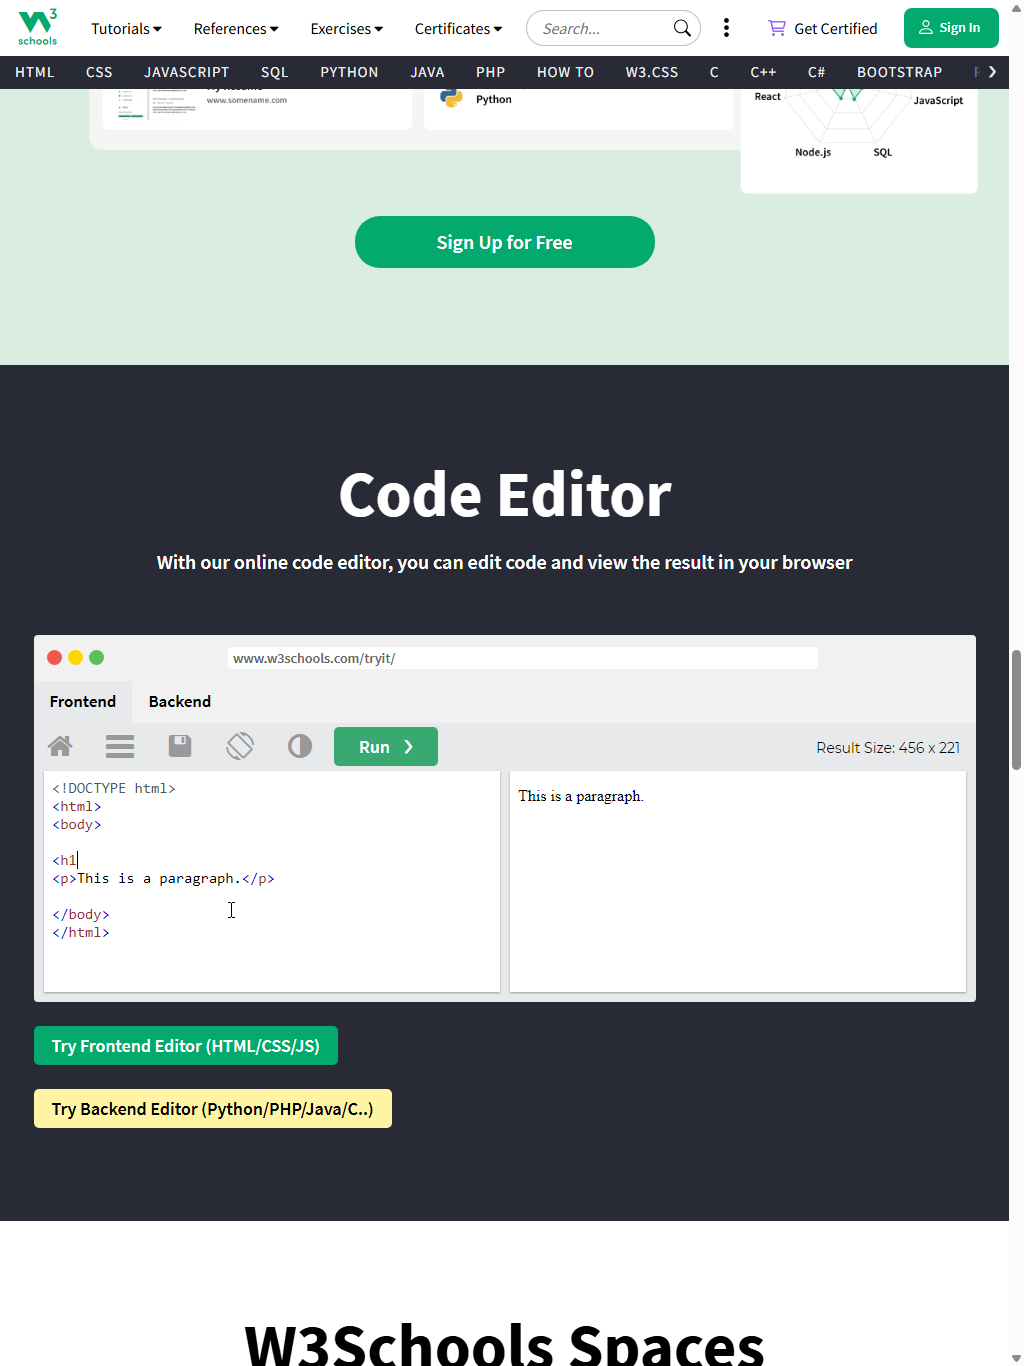 3
schools
Tutorials
References
Exercises
Certificates
Search...
Get Certified
Sign In
HTML
CSS
JAVASCRIPT
SQL
PYTHON
JAVA
PHP
HOW TO
W3.CSS
C
C++
C#
BOOTSTRAP
www.somename.com
Python
React
JavaScript
Node.js
SQL
Sign Up for Free
Code Editor
With our online code editor, you can edit code and view the result in your browser
www.w3schools.com/tryit/
Frontend
Backend
Run ❯
Result Size: 456 x 221
<!DOCTYPE html>
<html>
<body>
<h1
<p>This is a paragraph.</p>
</body>
</html>
This is a paragraph.
Try Frontend Editor (HTML/CSS/JS)
Try Backend Editor (Python/PHP/Java/C..)
W3Schools Spaces